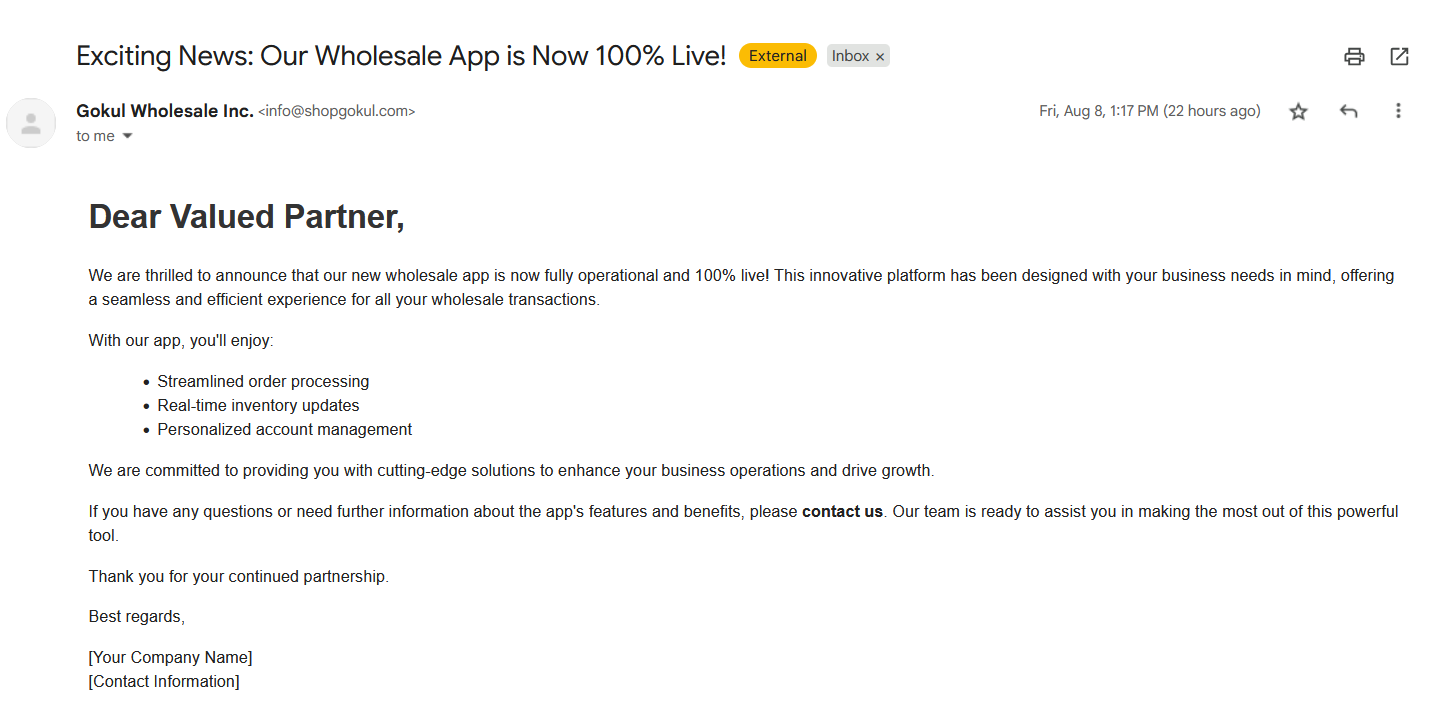 Exciting News: Our Wholesale App is Now 100% Live! External Inbox ×
Gokul Wholesale Inc. <info@shopgokul.com> Fri, Aug 8, 1:17 PM (22 hours ago)
to me
Dear Valued Partner,
We are thrilled to announce that our new wholesale app is now fully operational and 100% live! This innovative platform has been designed with your business needs in mind, offering
a seamless and efficient experience for all your wholesale transactions.
With our app, you'll enjoy:
• Streamlined order processing
• Real-time inventory updates
• Personalized account management
We are committed to providing you with cutting-edge solutions to enhance your business operations and drive growth.
If you have any questions or need further information about the app's features and benefits, please contact us. Our team is ready to assist you in making the most out of this powerful
tool.
Thank you for your continued partnership.
Best regards,
[Your Company Name]
[Contact Information]